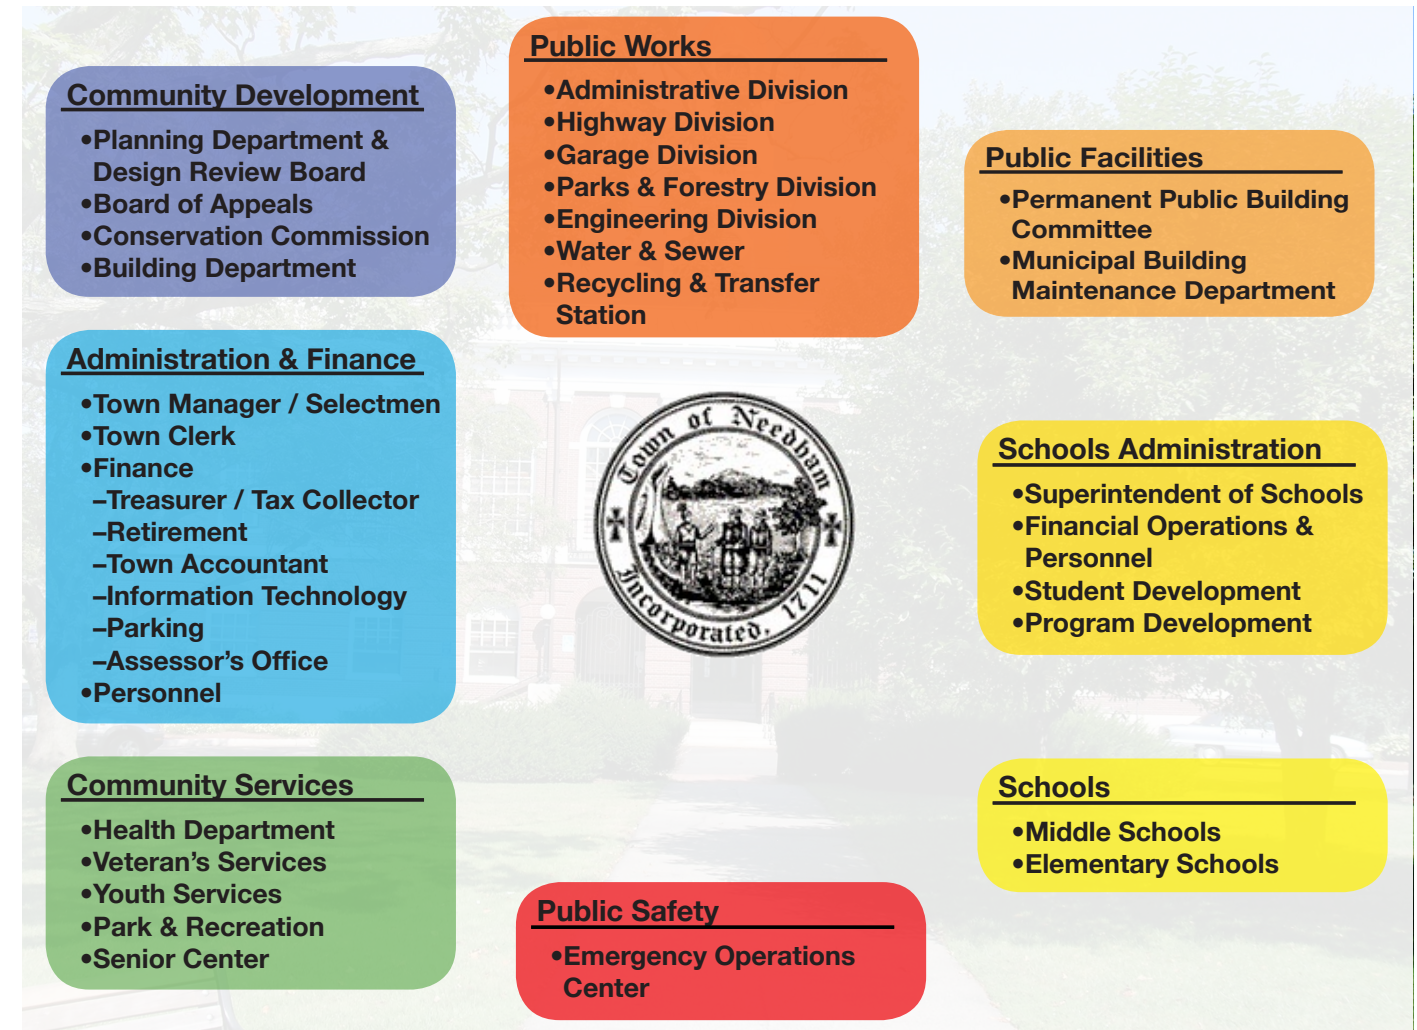 Community Development
•Planning Department &
Design Review Board
•Board of Appeals
•Conservation Commission
•Building Department
Public Works
•Administrative Division
•Highway Division
•Garage Division
•Parks & Forestry Division
•Engineering Division
•Water & Sewer
•Recycling & Transfer
Station
Public Facilities
•Permanent Public Building
Committee
•Municipal Building
Maintenance Department
Administration & Finance
•Town Manager / Selectmen
•Town Clerk
•Finance
–Treasurer / Tax Collector
–Retirement
–Town Accountant
–Information Technology
–Parking
–Assessor’s Office
•Personnel
Town of Needham
Incorporated, 1711
Schools Administration
•Superintendent of Schools
•Financial Operations &
Personnel
•Student Development
•Program Development
Community Services
•Health Department
•Veteran’s Services
•Youth Services
•Park & Recreation
•Senior Center
Public Safety
•Emergency Operations
Center
Schools
•Middle Schools
•Elementary Schools